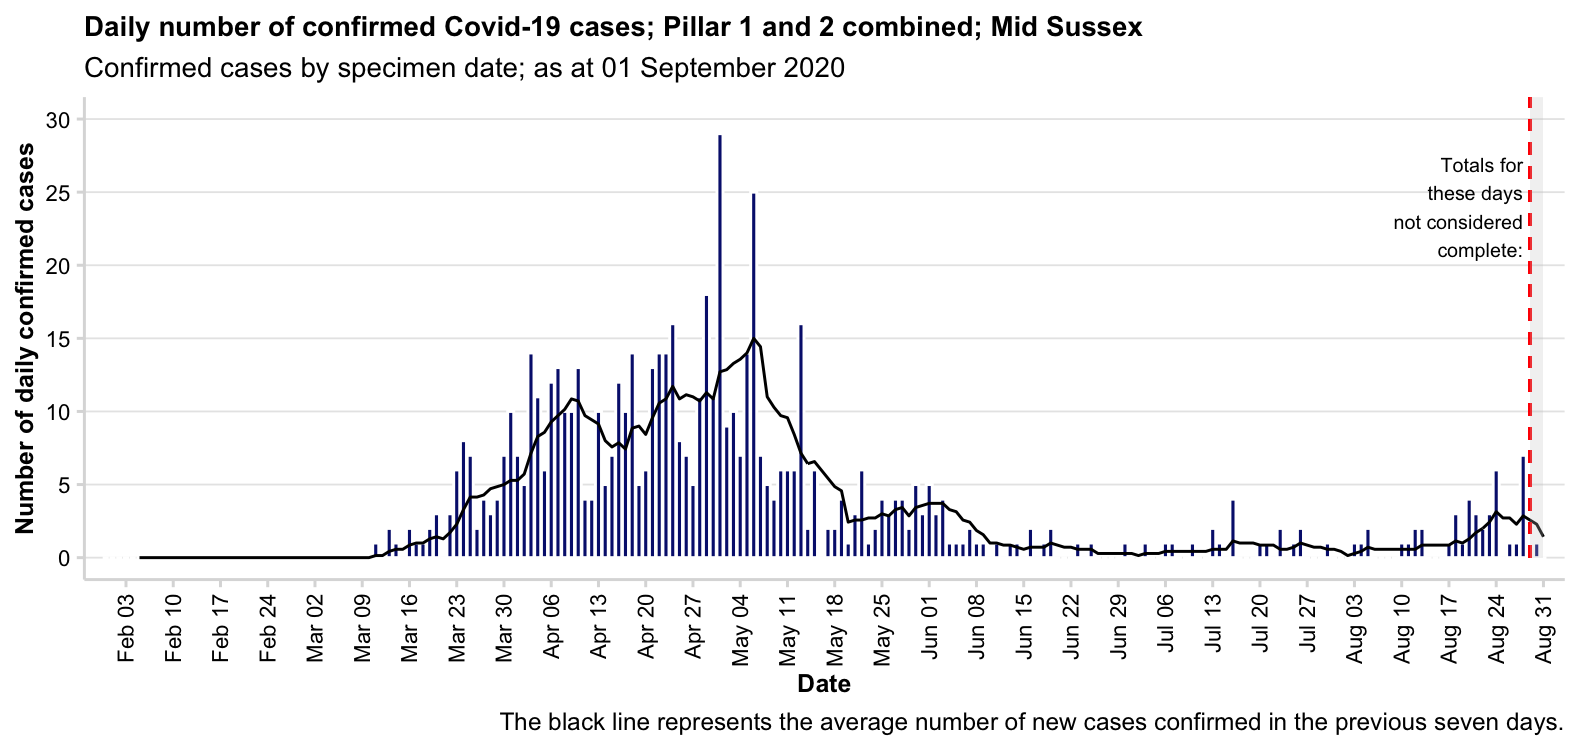 Daily number of confirmed Covid-19 cases; Pillar 1 and 2 combined; Mid Sussex
Confirmed cases by specimen date; as at 01 September 2020
Number of daily confirmed cases
30
25
20
15
10
5
0
Totals for
these days
not considered
complete:
Feb 03
Feb 10
Feb 17
Feb 24
Mar 02
Mar 09
Mar 16
Mar 23
Mar 30
Apr 06
Apr 13
Apr 20
Apr 27
May 04
May 11
May 18
May 25
Jun 01
Jun 08
Jun 15
Jun 22
Jun 29
Jul 06
Jul 13
Jul 20
Jul 27
Aug 03
Aug 10
Aug 17
Aug 24
Aug 31
Date
The black line represents the average number of new cases confirmed in the previous seven days.